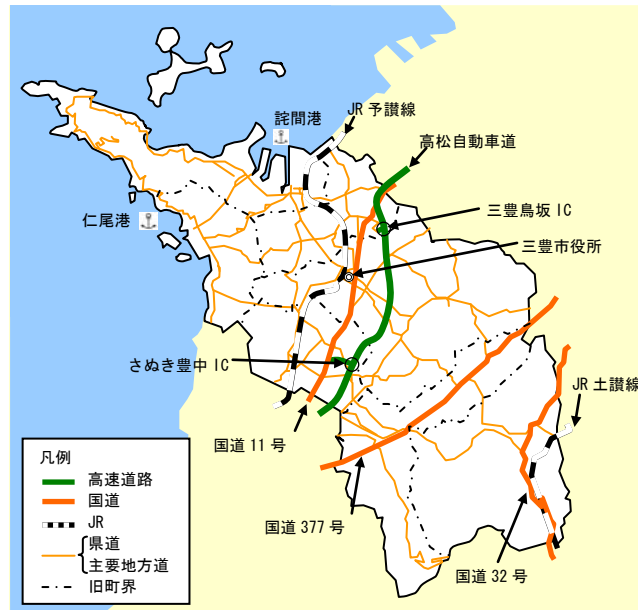 JR 予讃線
詫間港
高松自動車道
三豊鳥坂 IC
仁尾港
三豊市役所
さぬき豊中 IC
JR 土讃線
国道 11 号
凡例
高速道路
国道
JR
県道
主要地方道
旧町界
国道 377 号
国道 32 号